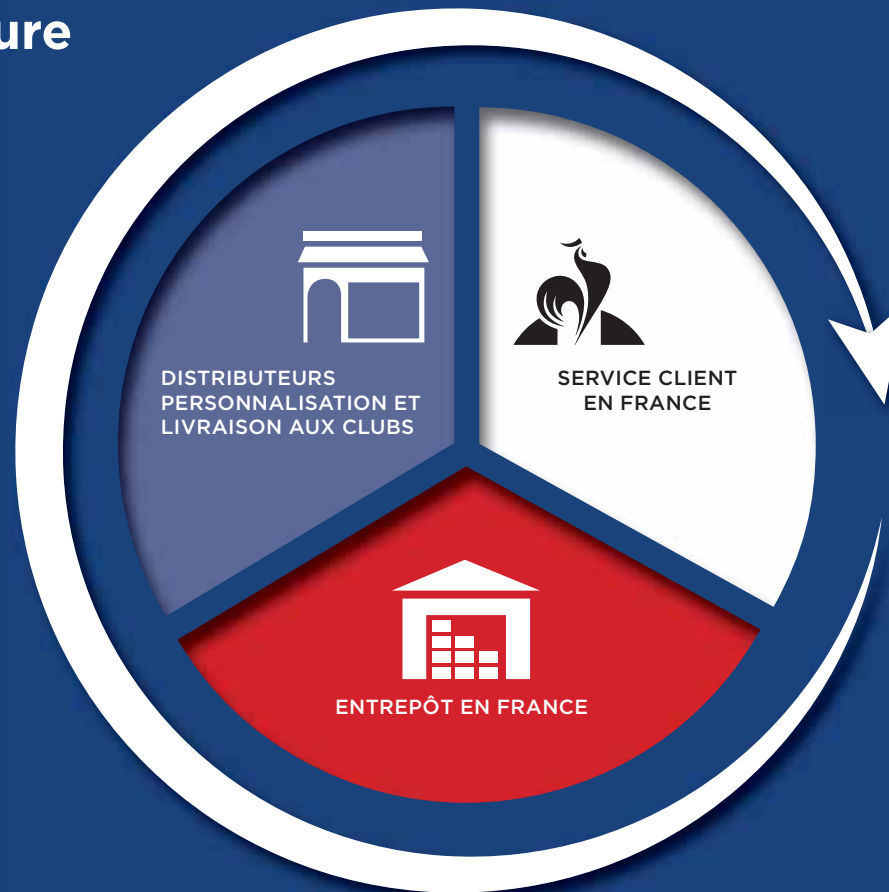 ure
DISTRIBUTEURS
PERSONNALISATION ET
LIVRAISON AUX CLUBS
SERVICE CLIENT
EN FRANCE
ENTREPÔT EN FRANCE